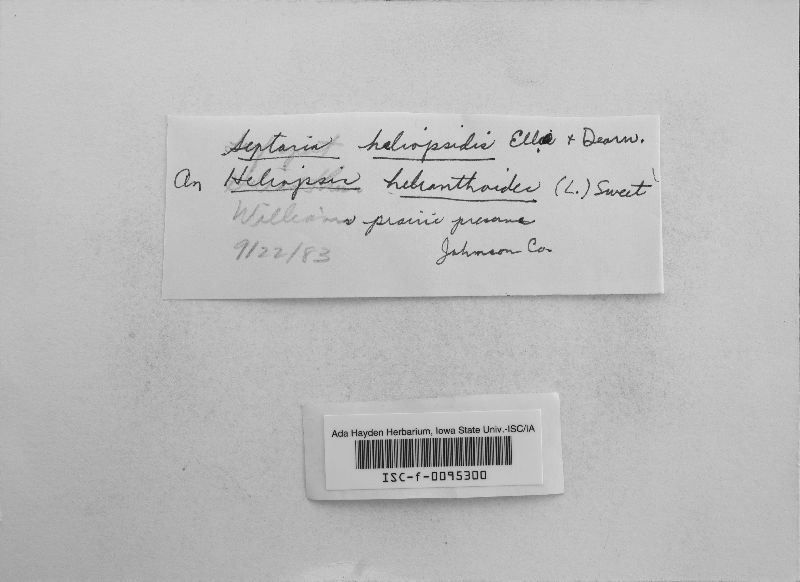 Septoria heliopsidis Ellis + Dearn.
On Heliopsis helianthoides (L.) Sweet
Williams prairie preserve
9/22/83 Johnson Co.
Ada Hayden Herbarium, Iowa State Univ.-ISC/IA
ISC-f-0095300